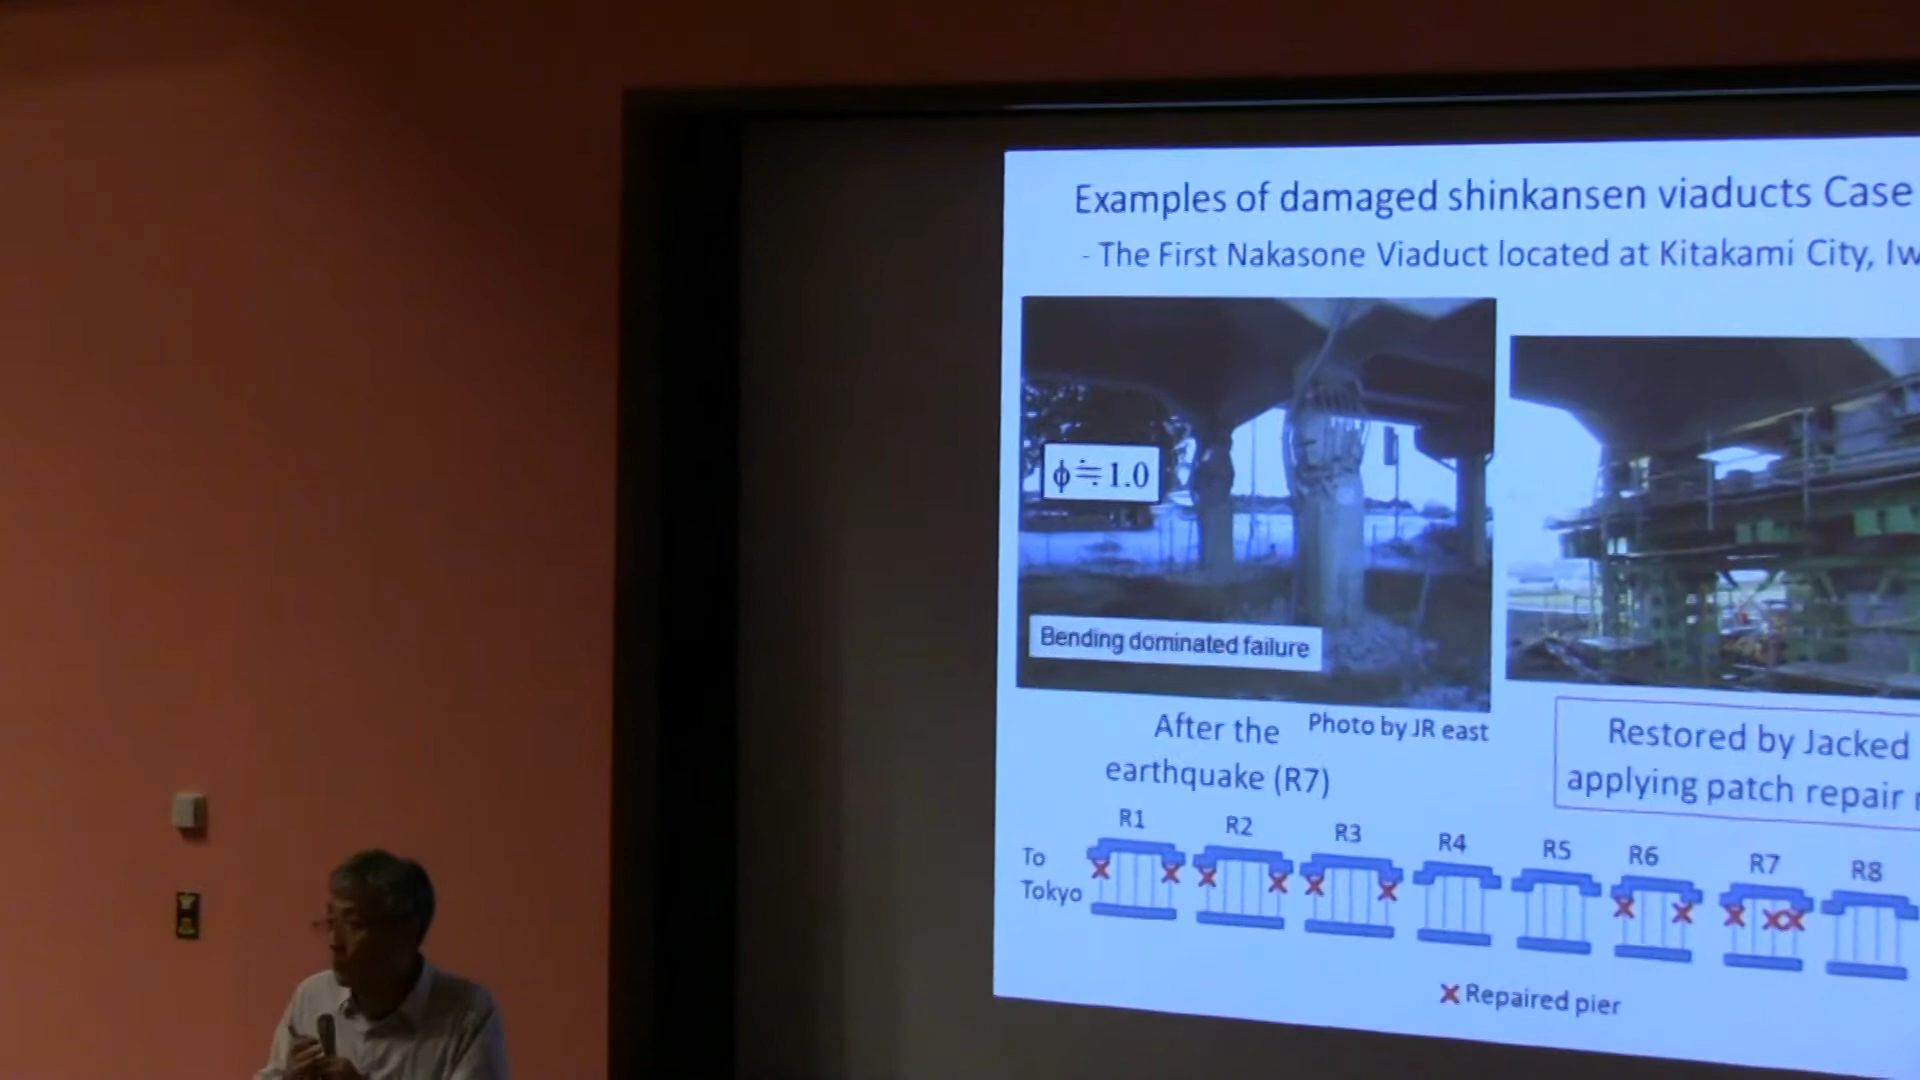 Examples of damaged shinkansen viaducts Case
- The First Nakasone Viaduct located at Kitakami City, Iw
ϕ≒1.0
Bending dominated failure
After the
earthquake (R7)
Photo by JR east
Restored by Jacked
applying patch repair
R1 R2 R3 R4 R5 R6 R7 R8
To
Tokyo
X Repaired pier